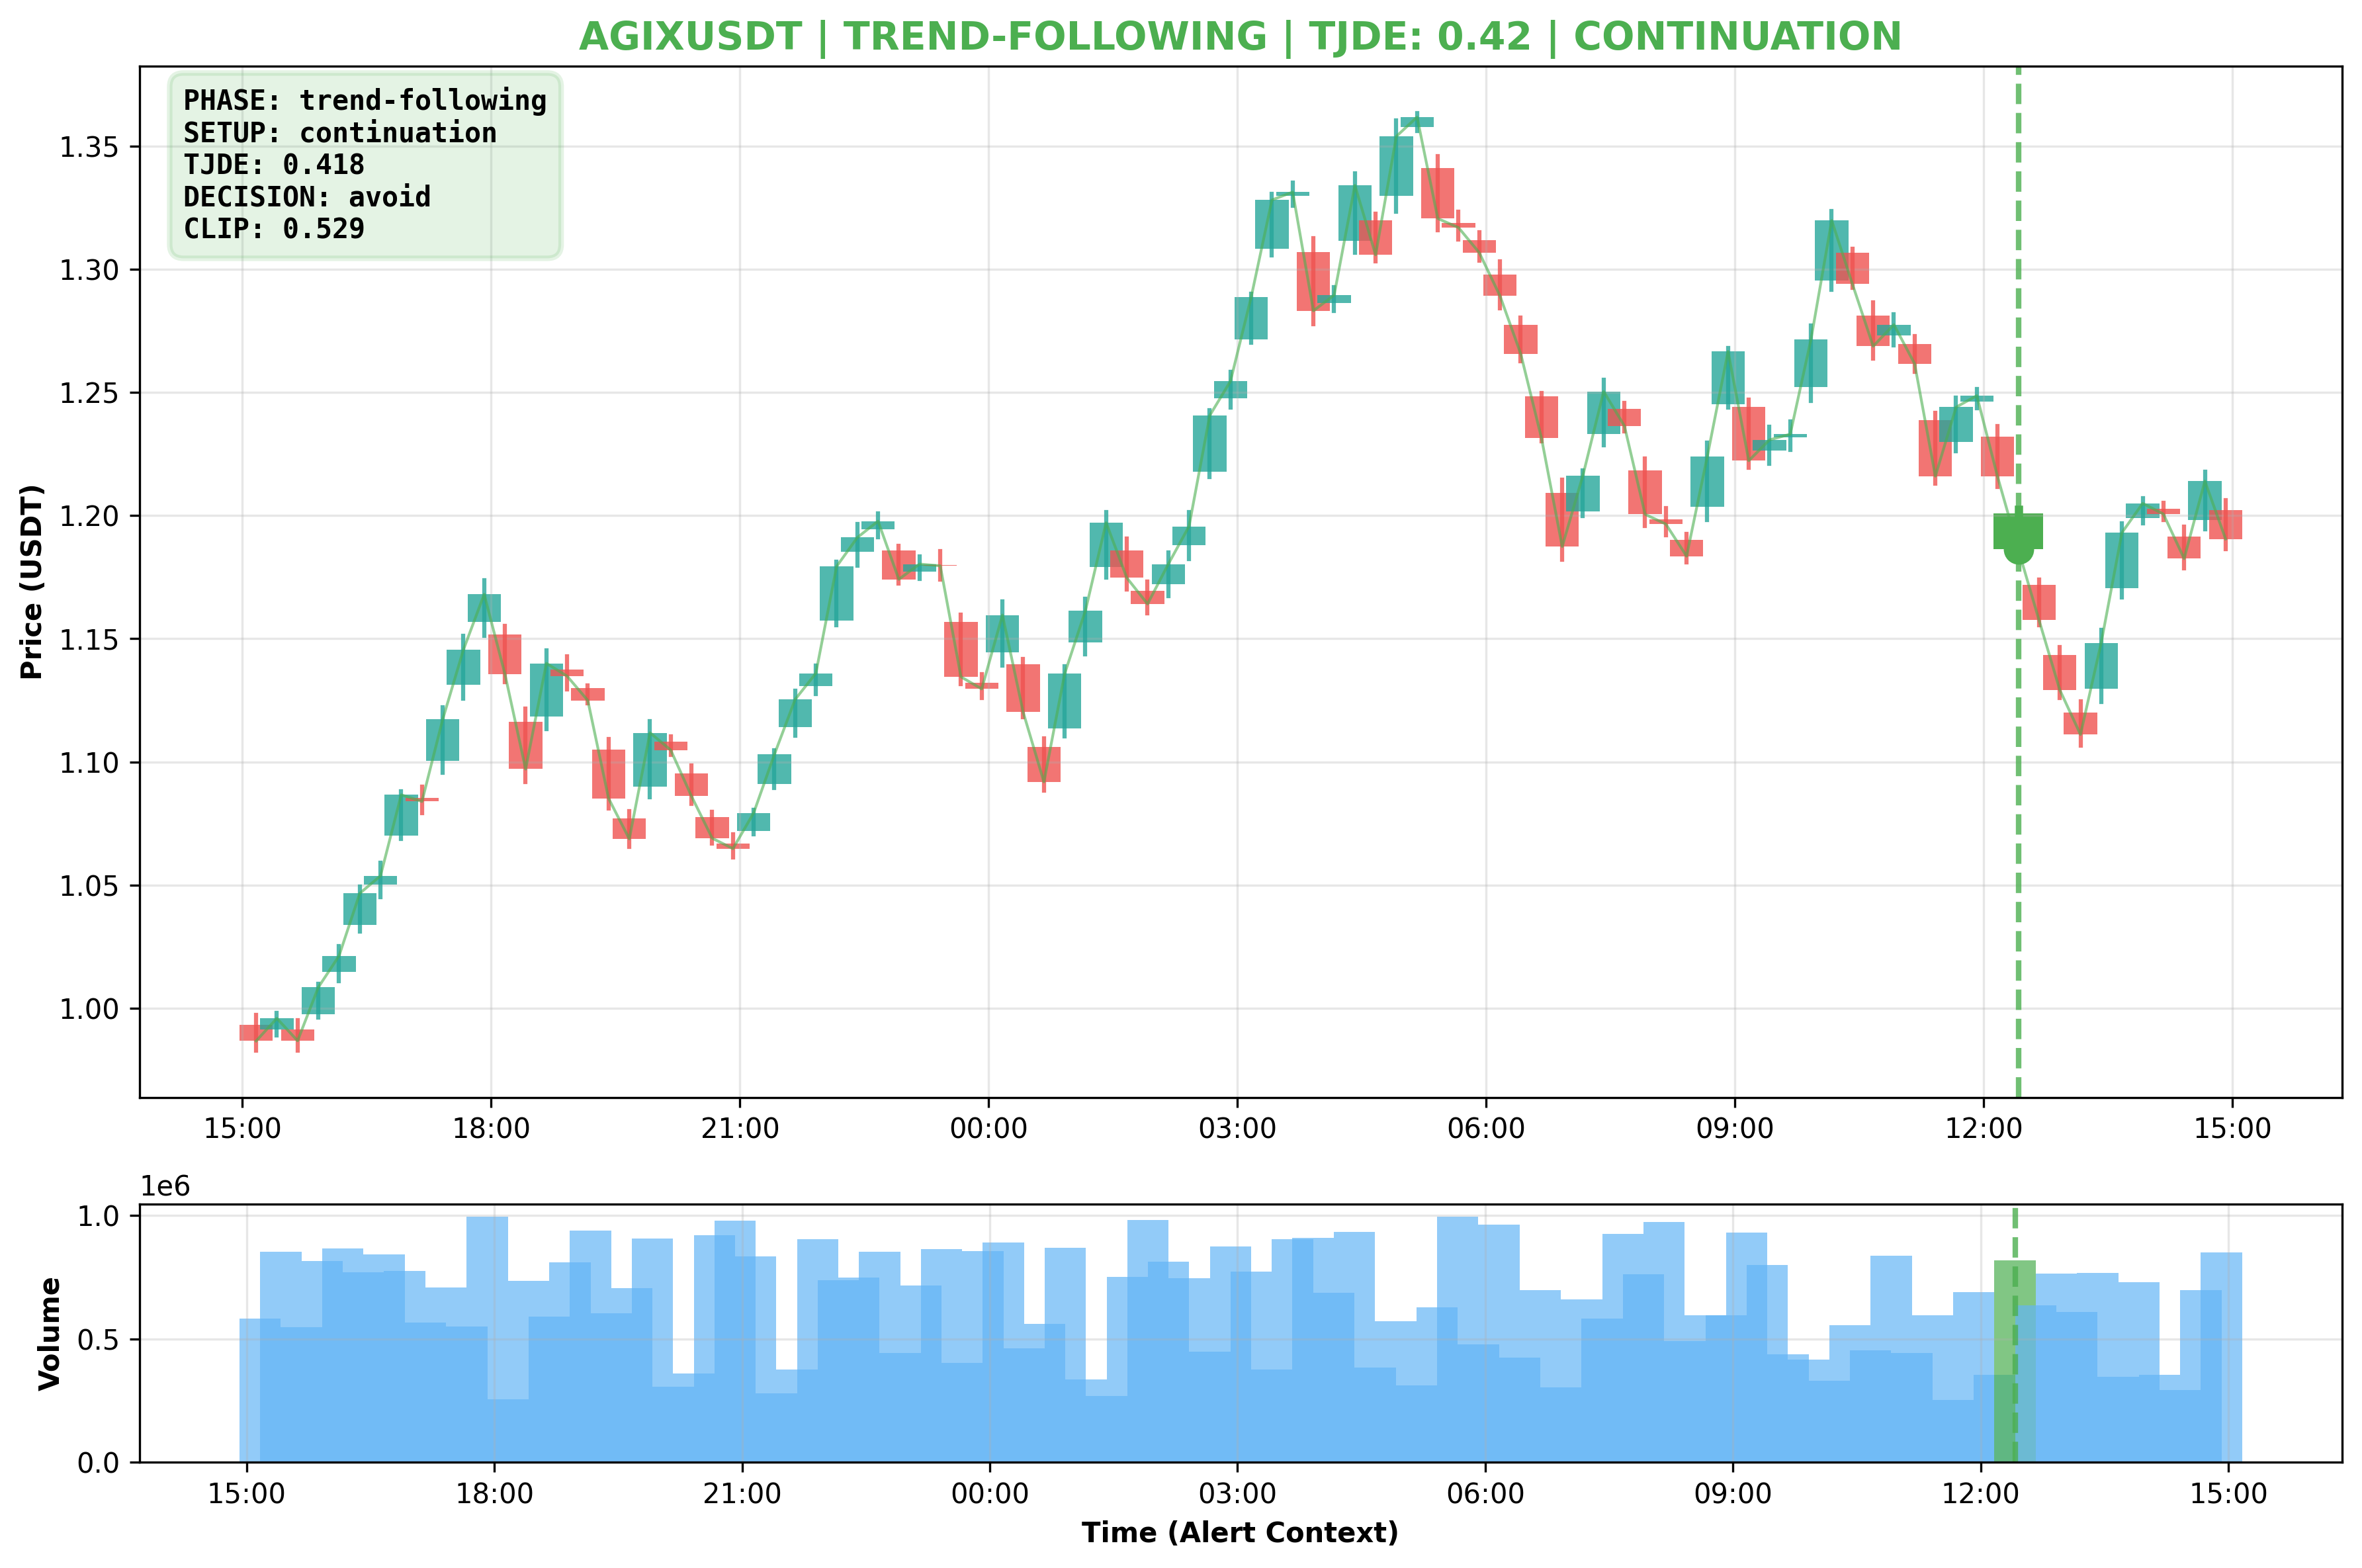 AGIXUSDT | TREND-FOLLOWING | TJDE: 0.42 | CONTINUATION
PHASE: trend-following
SETUP: continuation
TJDE: 0.418
DECISION: avoid
CLIP: 0.529
Price (USDT)
1.35
1.30
1.25
1.20
1.15
1.10
1.05
1.00
15:00 18:00 21:00 00:00 03:00 06:00 09:00 12:00 15:00
1e6
Volume
1.0
0.5
0.0
15:00 18:00 21:00 00:00 03:00 06:00 09:00 12:00 15:00
Time (Alert Context)